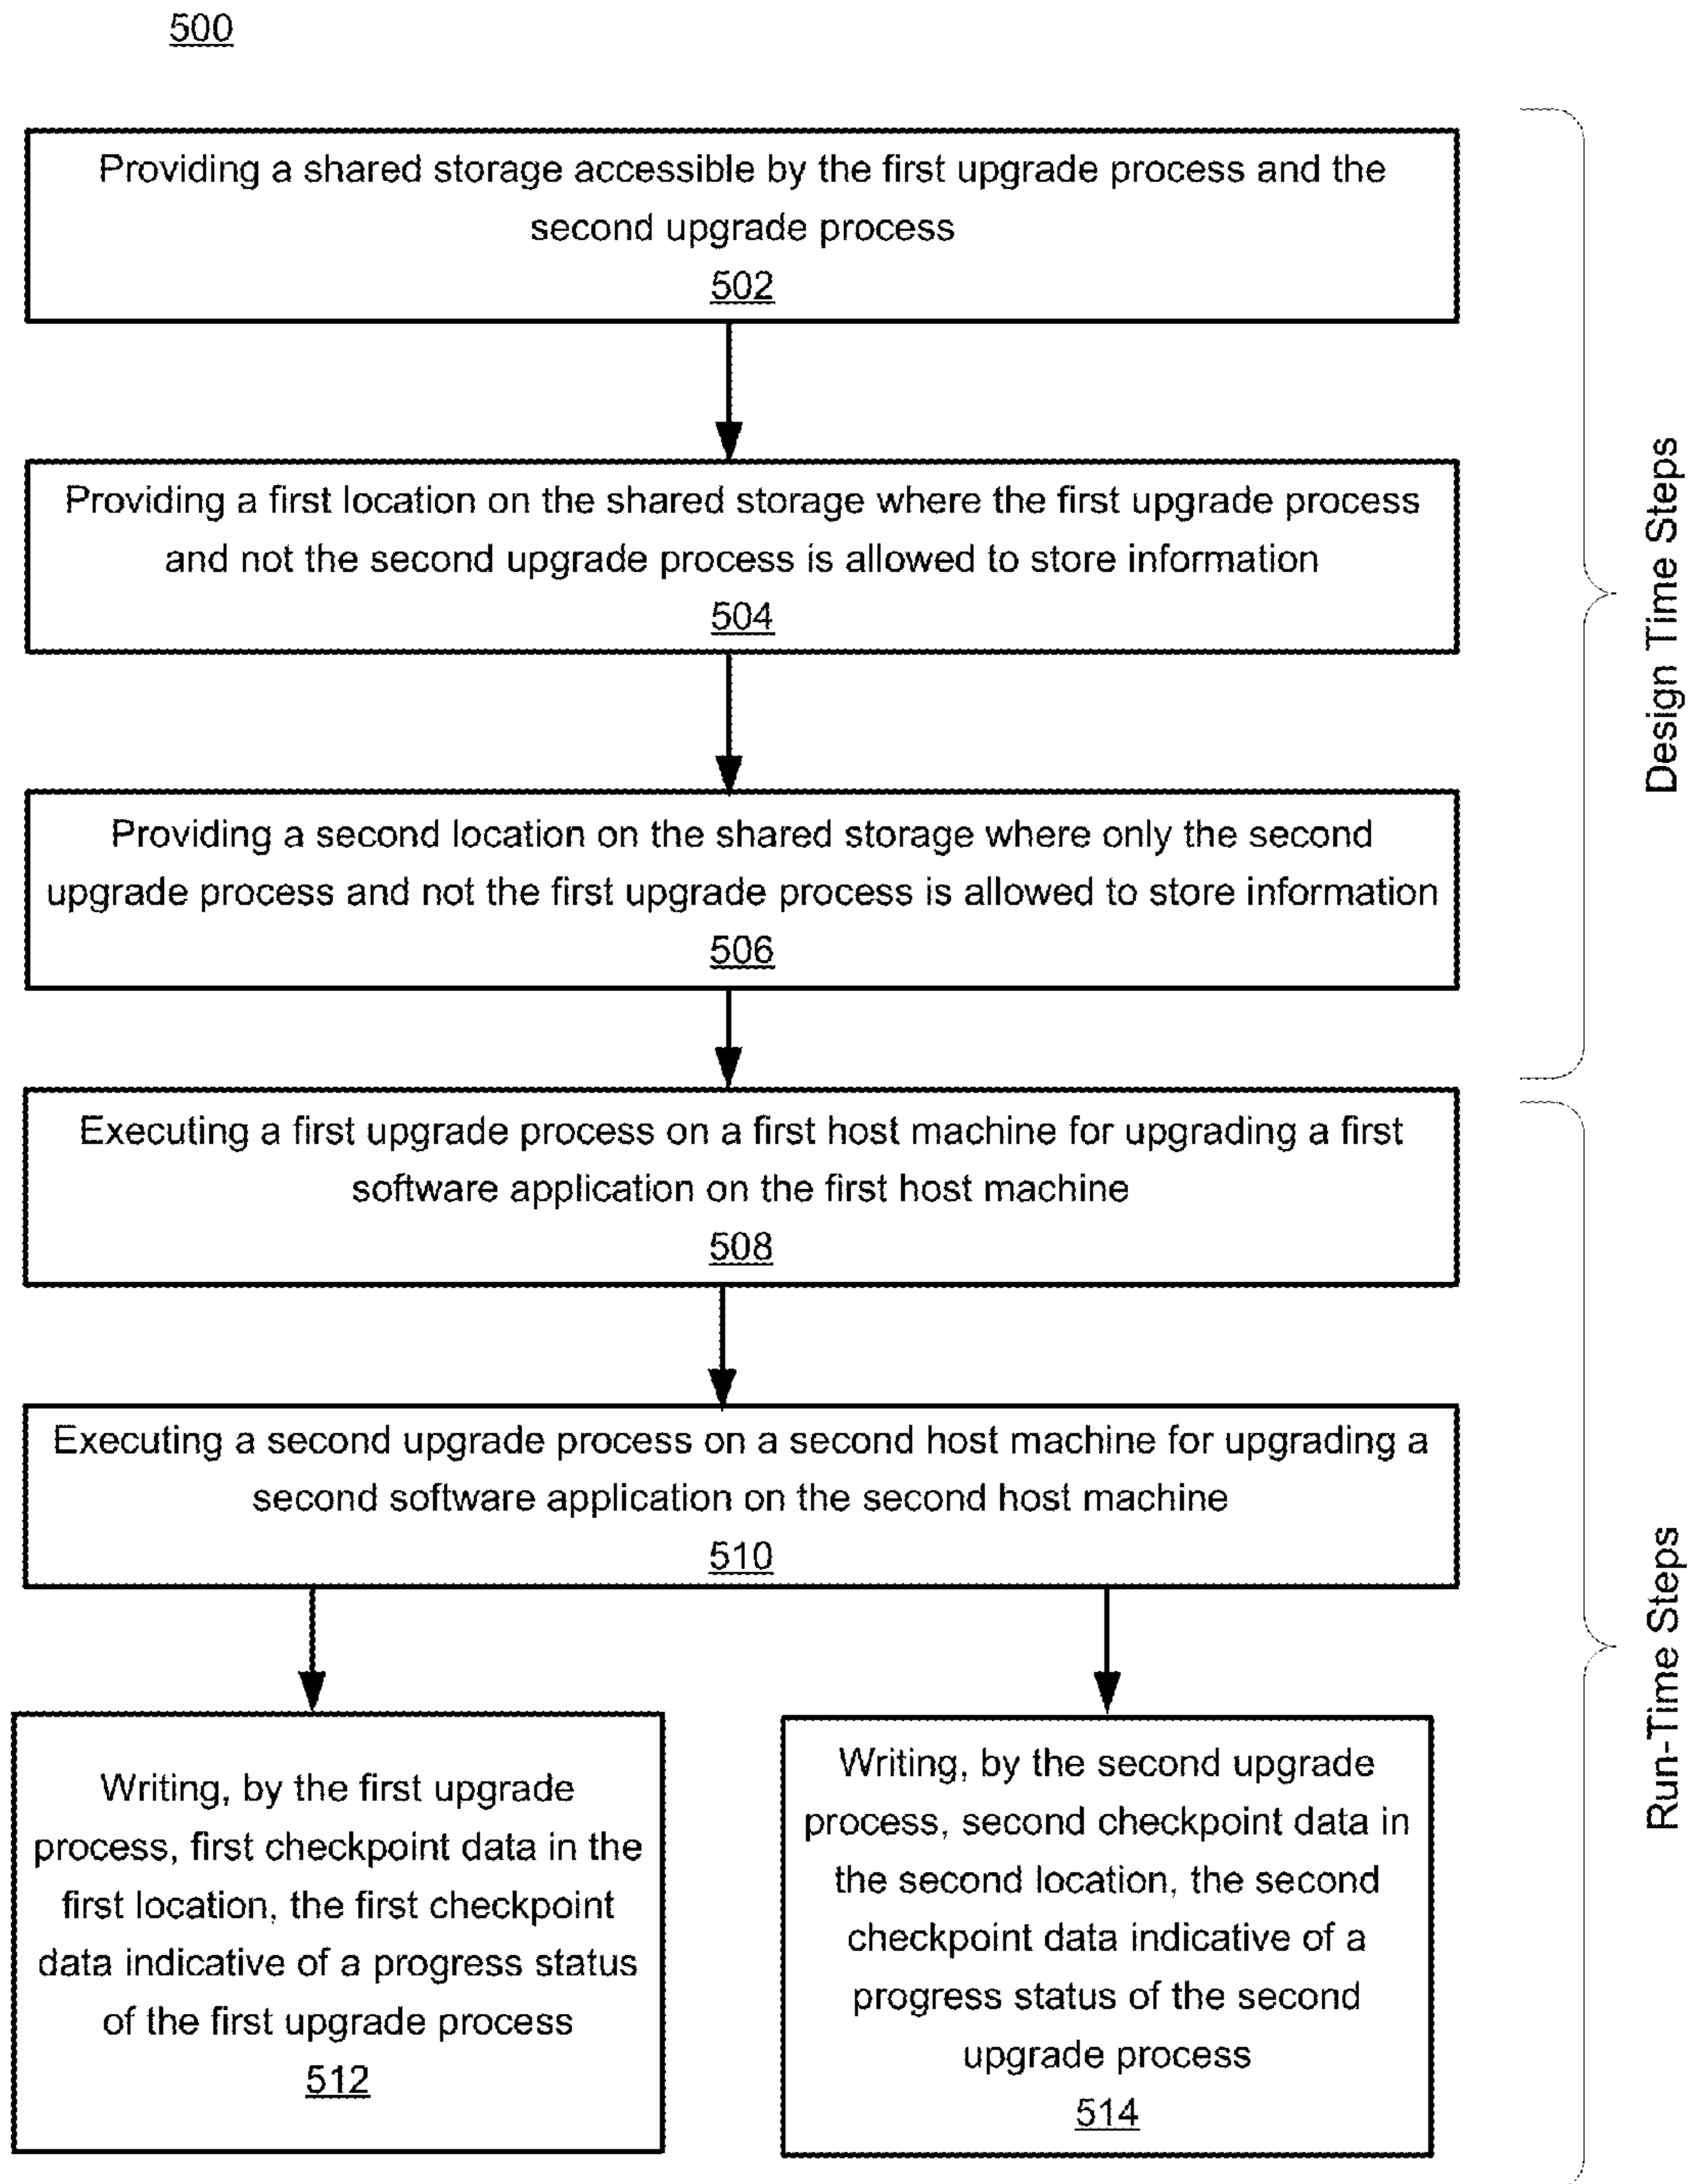 500
Providing a shared storage accessible by the first upgrade process and the
second upgrade process
502
Providing a first location on the shared storage where the first upgrade process
and not the second upgrade process is allowed to store information
504
Providing a second location on the shared storage where only the second
upgrade process and not the first upgrade process is allowed to store information
506
Design Time Steps
Executing a first upgrade process on a first host machine for upgrading a first
software application on the first host machine
508
Executing a second upgrade process on a second host machine for upgrading a
second software application on the second host machine
510
Writing, by the first upgrade
process, first checkpoint data in the
first location, the first checkpoint
data indicative of a progress status
of the first upgrade process
512
Writing, by the second upgrade
process, second checkpoint data in
the second location, the second
checkpoint data indicative of a
progress status of the second
upgrade process
514
Run-Time Steps